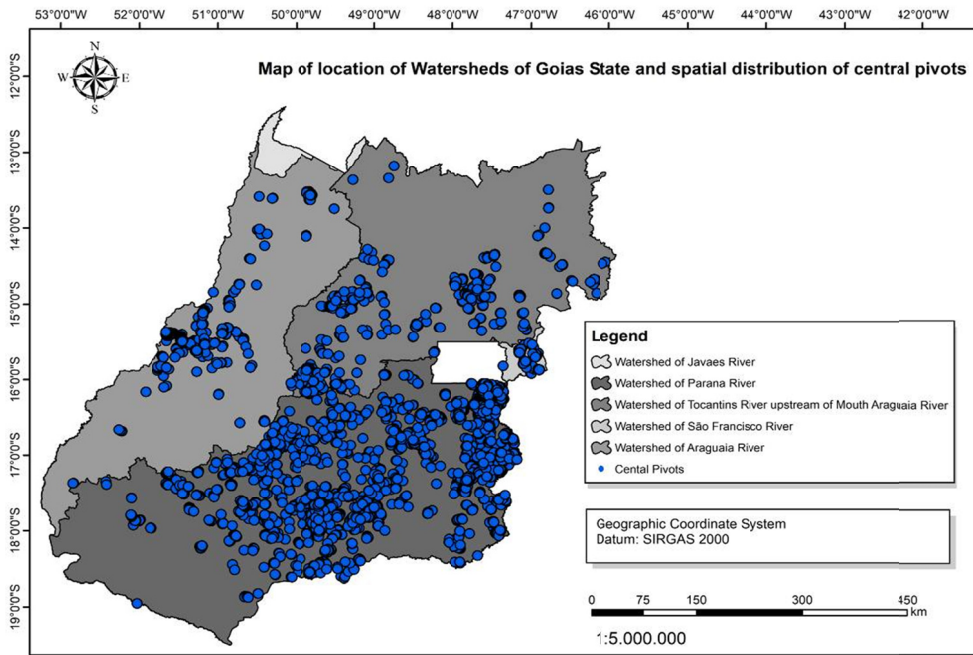 53°0'0"S 52°0'0"S 51°0'0"S 50°0'0"S 49°0'0"S 48°0'0"S 47°0'0"S 46°0'0"S 45°0'0"S 44°0'0"S 43°0'0"S 42°0'0"S
N
W E
S
Map of location of Watersheds of Goias State and spatial distribution of central pivots
12°0'0"S
13°0'0"S
14°0'0"S
15°0'0"S
16°0'0"S
17°0'0"S
18°0'0"S
19°0'0"S
Legend
Watershed of Javaes River
Watershed of Parana River
Watershed of Tocantins River upstream of Mouth Araguaia River
Watershed of São Francisco River
Watershed of Araguaia River
Cental Pivots
Geographic Coordinate System
Datum: SIRGAS 2000
0 75 150 300 450
km
1:5.000.000